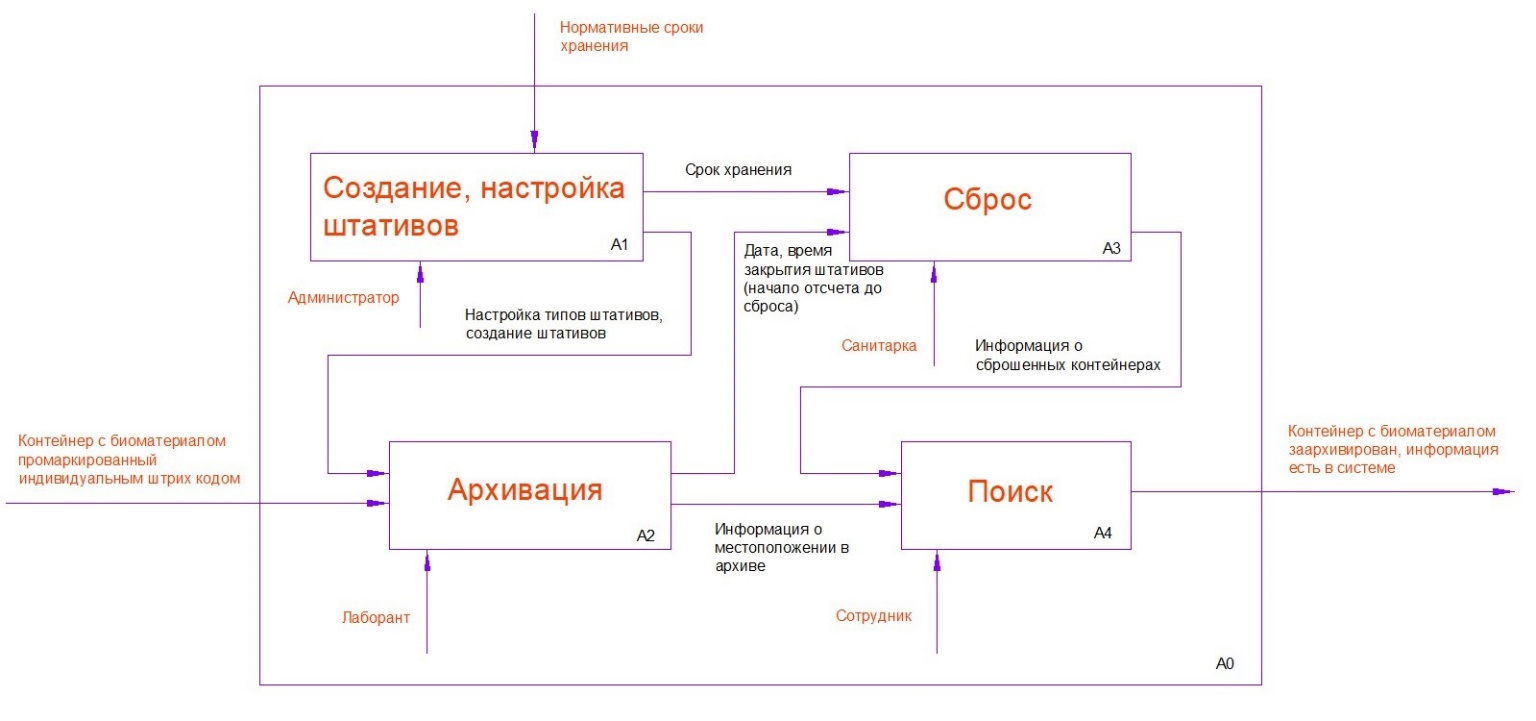 Нормативные сроки
хранения
Создание, настройка
штативов
A1
Срок хранения
Сброс
A3
Администратор
Дата, время
закрытия штативов
(начало отсчета до
сброса)
Настройка типов штативов,
создание штативов
Санитарка
Информация о
сброшенных контейнерах
Контейнер с биоматериалом
промаркированный
индивидуальным штрих кодом
Архивация
A2
Информация о
местоположении в
архиве
Поиск
A4
Контейнер с биоматериалом
заархивирован, информация
есть в системе
Лаборант
Сотрудник
A0